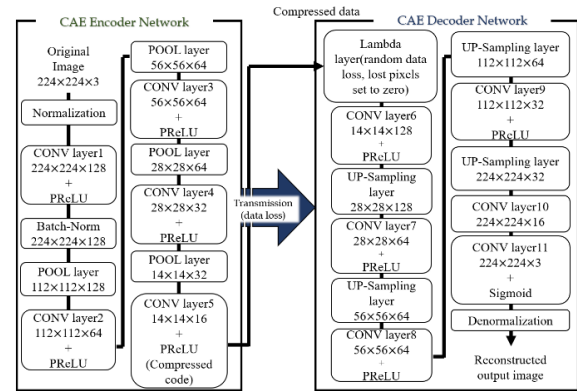 Compressed data
CAE Encoder Network
Original
Image
224×224×3
Normalization
CONV layer1
224×224×128
+
PReLU
Batch-Norm
224×224×128
POOL layer
112×112×128
CONV layer2
112×112×64
+
PReLU
POOL layer
56×56×64
CONV layer3
56×56×64
+
PReLU
POOL layer
28×28×64
CONV layer4
28×28×32
+
PReLU
POOL layer
14×14×32
CONV layer5
14×14×16
+
PReLU
(Compressed
code)
Transmission
(data loss)
CAE Decoder Network
Lambda
layer(random data
loss, lost pixels
set to zero)
CONV layer6
14×14×128
+
PReLU
UP-Sampling
layer
28×28×128
CONV layer7
28×28×64
+
PReLU
UP-Sampling
layer
56×56×64
CONV layer8
56×56×64
+
PReLU
UP-Sampling layer
112×112×64
CONV layer9
112×112×32
+
PReLU
UP-Sampling layer
224×224×32
CONV layer10
224×224×16
CONV layer11
224×224×3
+
Sigmoid
Denormalization
Reconstructed
output image